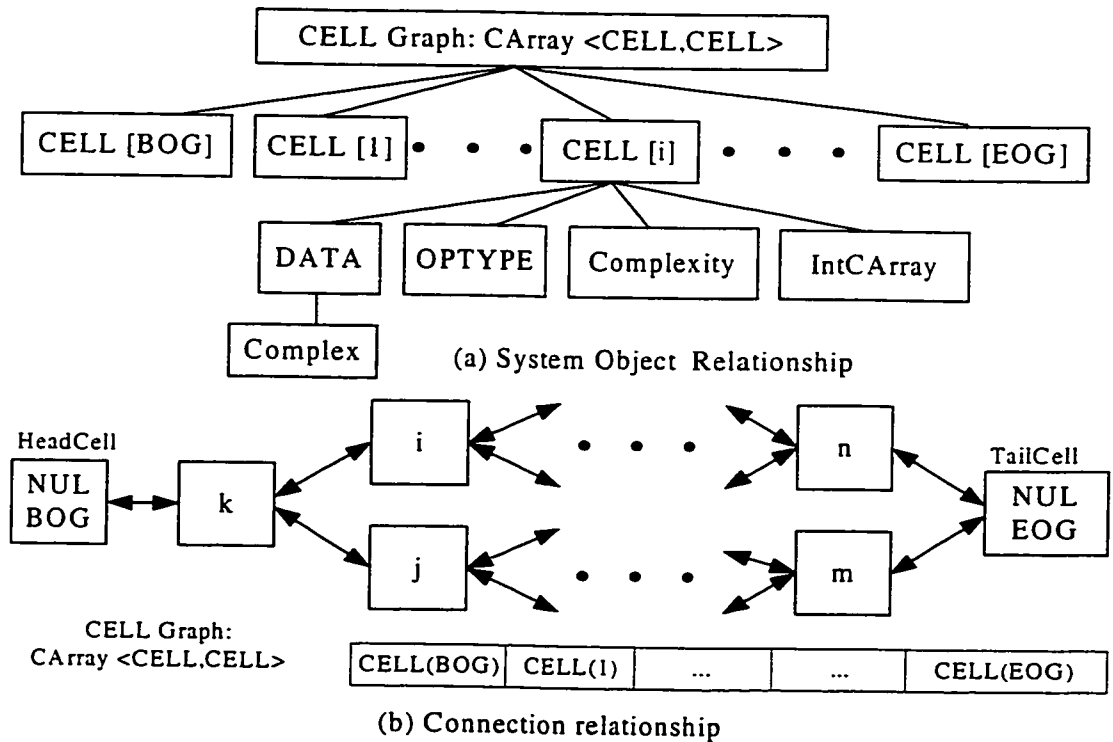 CELL Graph: CArray <CELL,CELL>
CELL [BOG]
CELL [1]
CELL [i]
CELL [EOG]
DATA
OPTYPE
Complexity
IntCArray
Complex
(a) System Object Relationship
HeadCell
NUL
BOG
k
i
j
n
m
TailCell
NUL
EOG
CELL Graph:
CArray <CELL,CELL>
CELL(BOG) CELL(1) ... ... CELL(EOG)
(b) Connection relationship